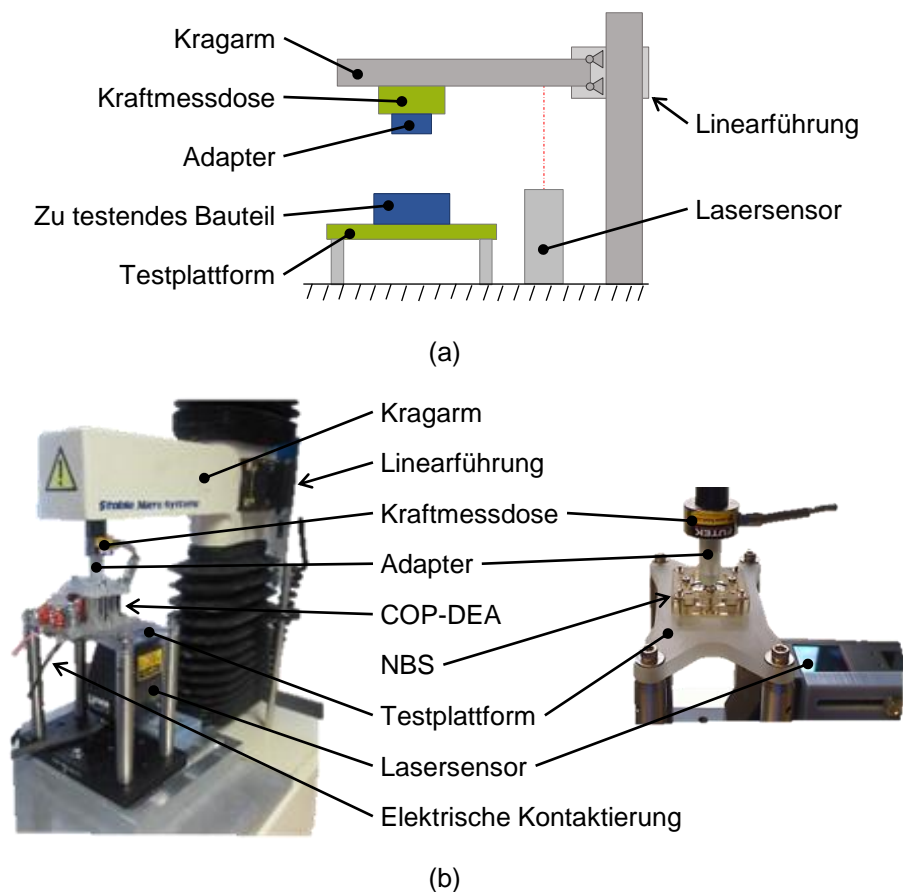 Kragarm
Kraftmessdose
Adapter
Linearführung
Zu testendes Bauteil
Lasersensor
Testplattform
(a)
Kragarm
Linearführung
Stable Micro Systems
Kraftmessdose
FUTEK
Adapter
COP-DEA
NBS
Testplattform
Lasersensor
Elektrische Kontaktierung
(b)